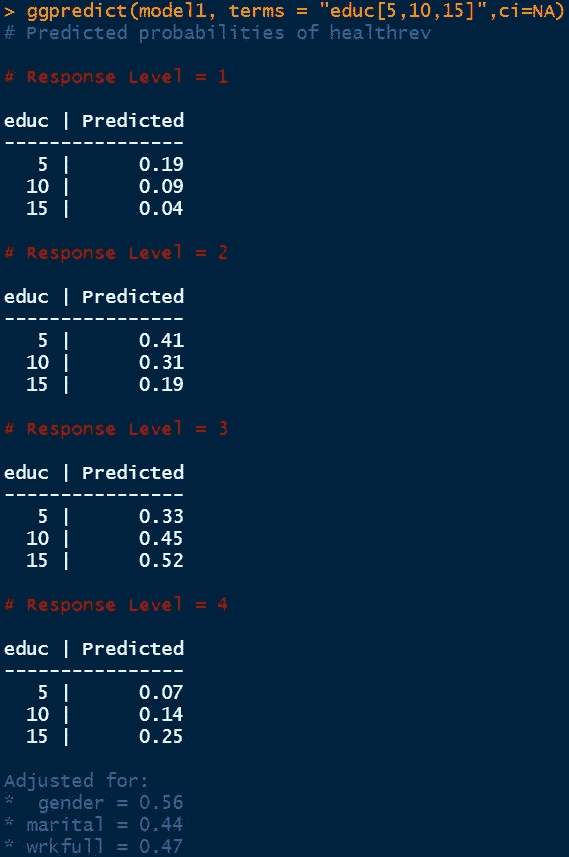 > ggpredict(model1, terms = "educ[5,10,15]",ci=NA)
# Predicted probabilities of healthrev
# Response Level = 1
educ | Predicted
----------------
5 | 0.19
10 | 0.09
15 | 0.04
# Response Level = 2
educ | Predicted
----------------
5 | 0.41
10 | 0.31
15 | 0.19
# Response Level = 3
educ | Predicted
----------------
5 | 0.33
10 | 0.45
15 | 0.52
# Response Level = 4
educ | Predicted
----------------
5 | 0.07
10 | 0.14
15 | 0.25
Adjusted for:
* gender = 0.56
* marital = 0.44
* wrkfull = 0.47